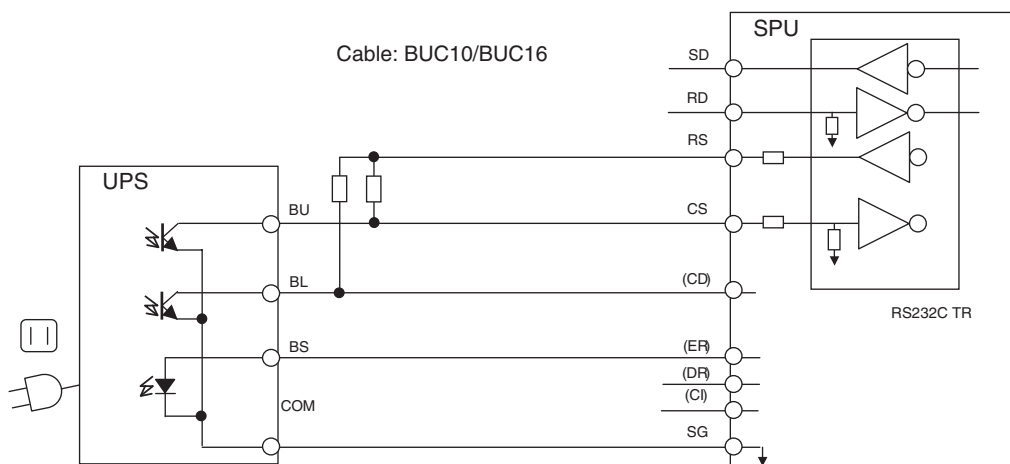 SPU
Cable: BUC10/BUC16
SD
RD
RS
UPS
BU
CS
BL
(CD)
RS232C TR
BS
(ER)
(DR)
(CI)
COM
SG